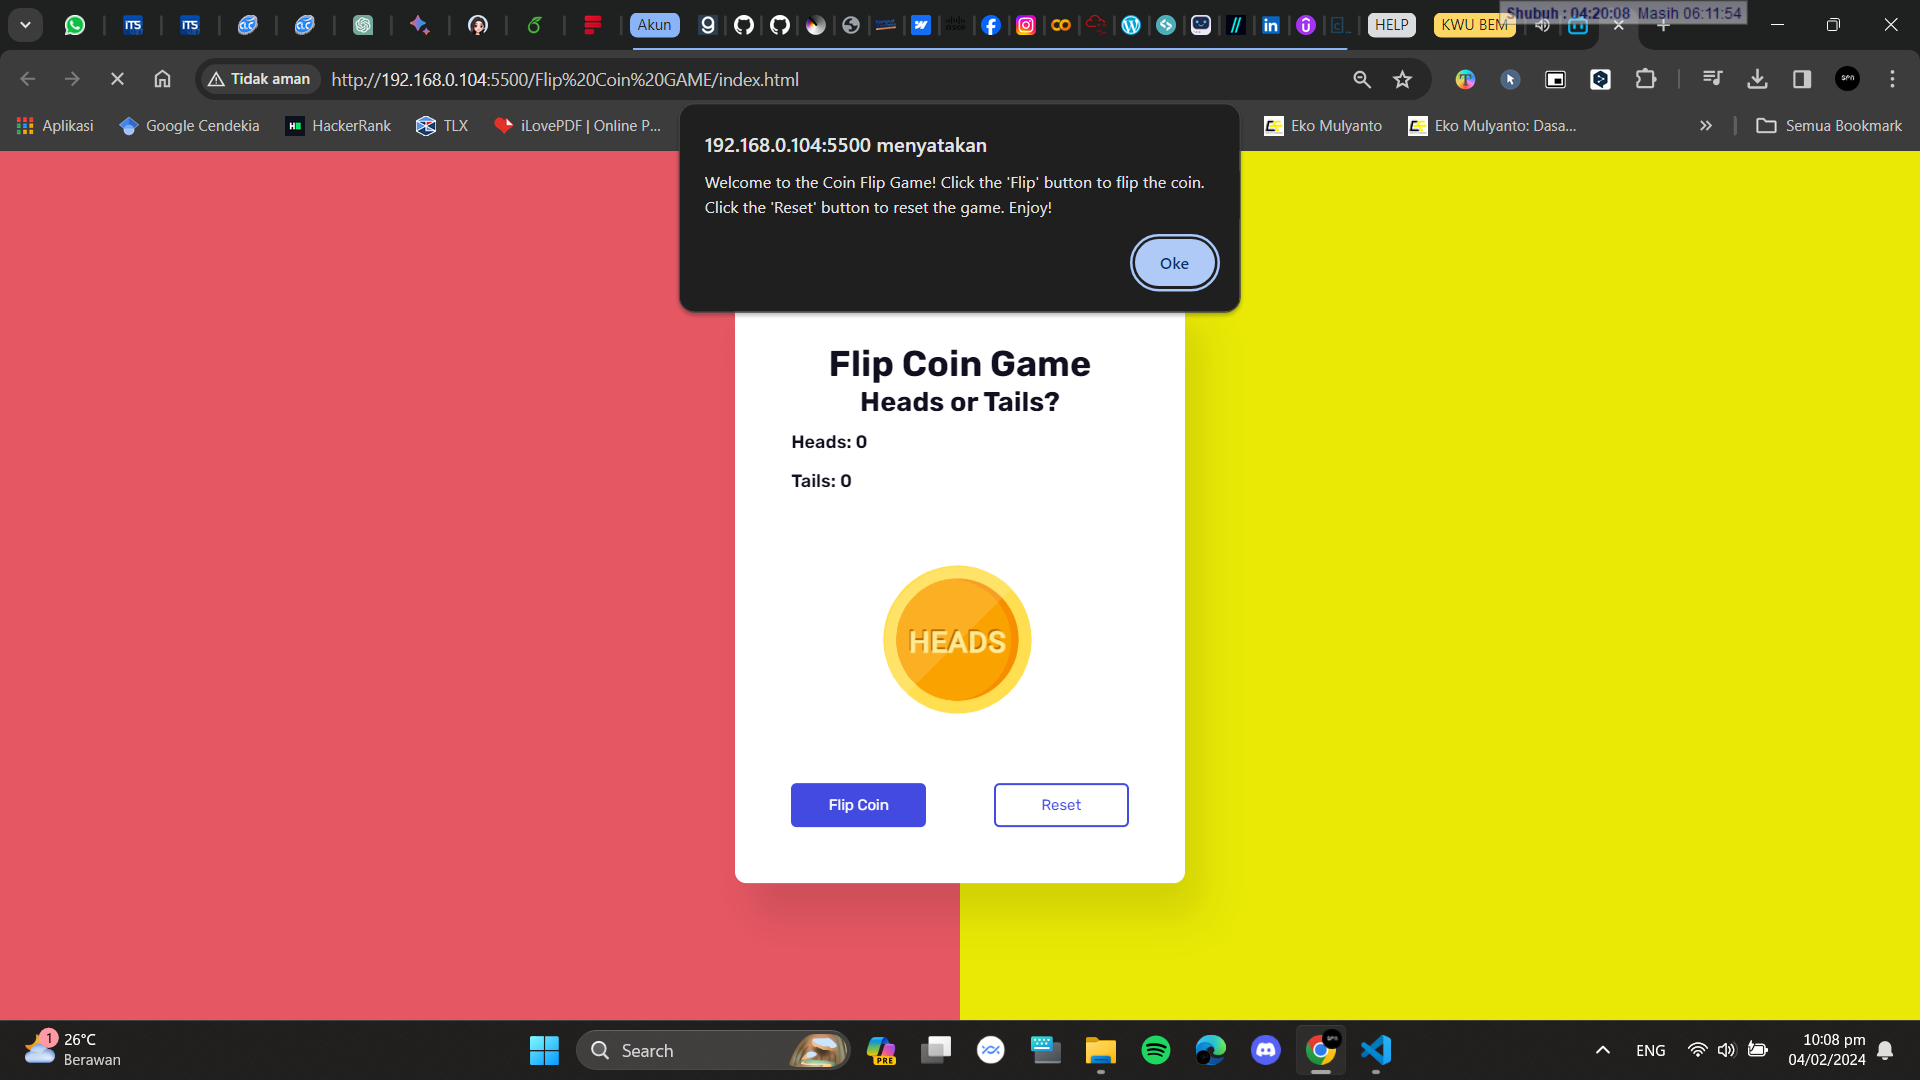 Akun
HELP
KWU BEM
Shubuh : 04:20:08 Masih 06:11:54
Tidak aman
http://192.168.0.104:5500/Flip%20Coin%20GAME/index.html
Aplikasi
Google Cendekia
HackerRank
TLX
iLovePDF | Online P...
Eko Mulyanto
Eko Mulyanto: Dasa...
Semua Bookmark
192.168.0.104:5500 menyatakan
Welcome to the Coin Flip Game! Click the 'Flip' button to flip the coin.
Click the 'Reset' button to reset the game. Enjoy!
Oke
Flip Coin Game
Heads or Tails?
Heads: 0
Tails: 0
HEADS
Flip Coin
Reset
1
26°C
Berawan
Search
PRE
ENG
10:08 pm
04/02/2024